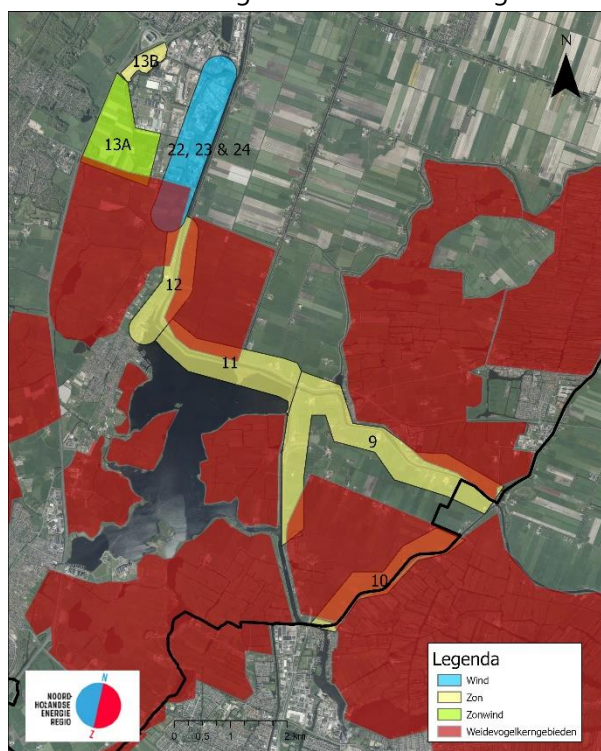 N
13B
13A
22, 23 & 24
12
11
9
10
N
NOORD-
HOLLANDSE
ENERGIE
REGIO
Z
0 0,5 1 2 km
Legenda
Wind
Zon
Zonwind
Weidevogelkerngebieden